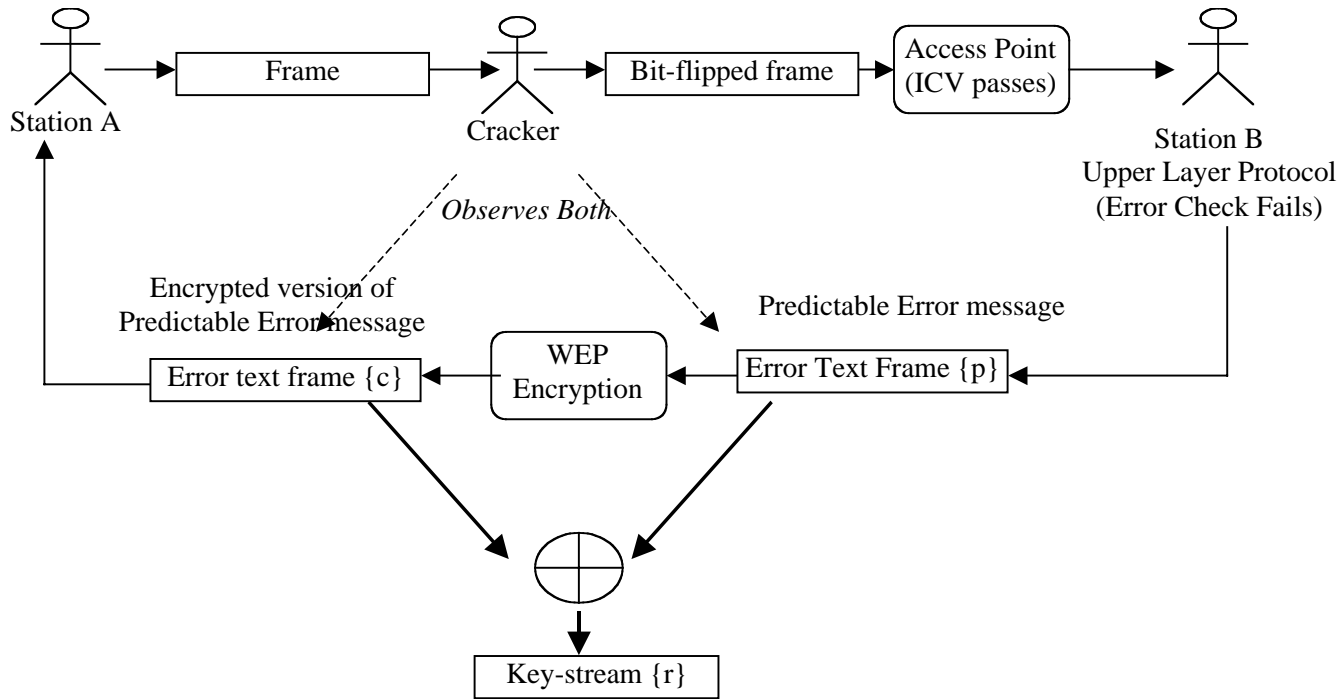 Frame
Bit-flipped frame
Access Point
(ICV passes)
Station A
Cracker
Station B
Upper Layer Protocol
(Error Check Fails)
Observes Both
Encrypted version of
Predictable Error message
Predictable Error message
Error text frame {c}
WEP
Encryption
Error Text Frame {p}
Key-stream {r}